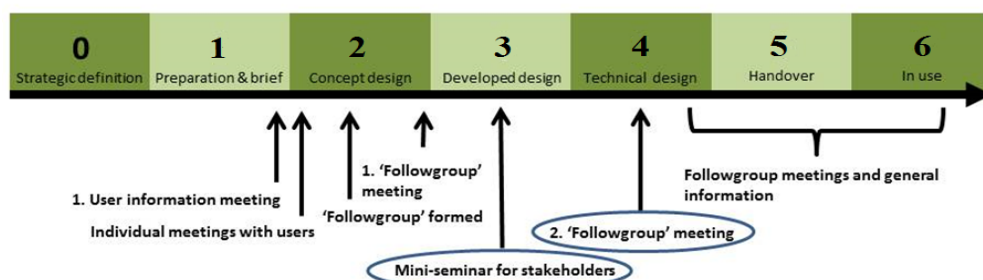 0 1 2 3 4 5 6
Strategic definition Preparation & brief Concept design Developed design Technical design Handover In use
1. 'Followgroup'
meeting
Followgroup meetings and general
information
1. User information meeting
'Followgroup' formed
Individual meetings with users
2. 'Followgroup' meeting
Mini-seminar for stakeholders